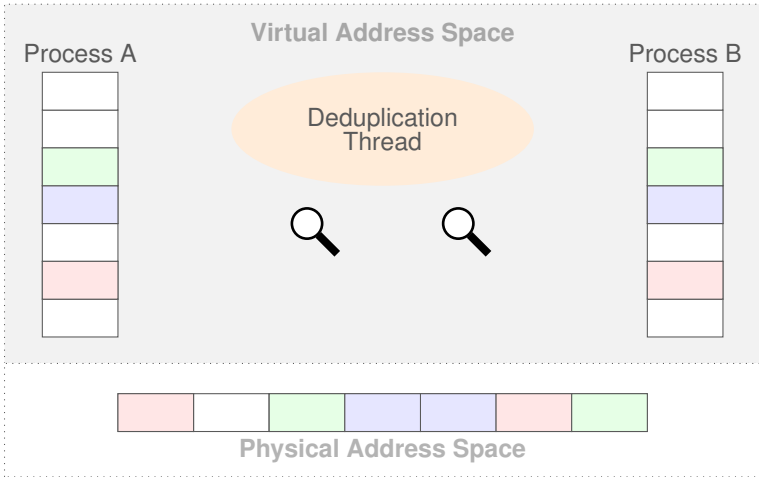 Virtual Address Space
Process A
Process B
Deduplication
Thread
Physical Address Space